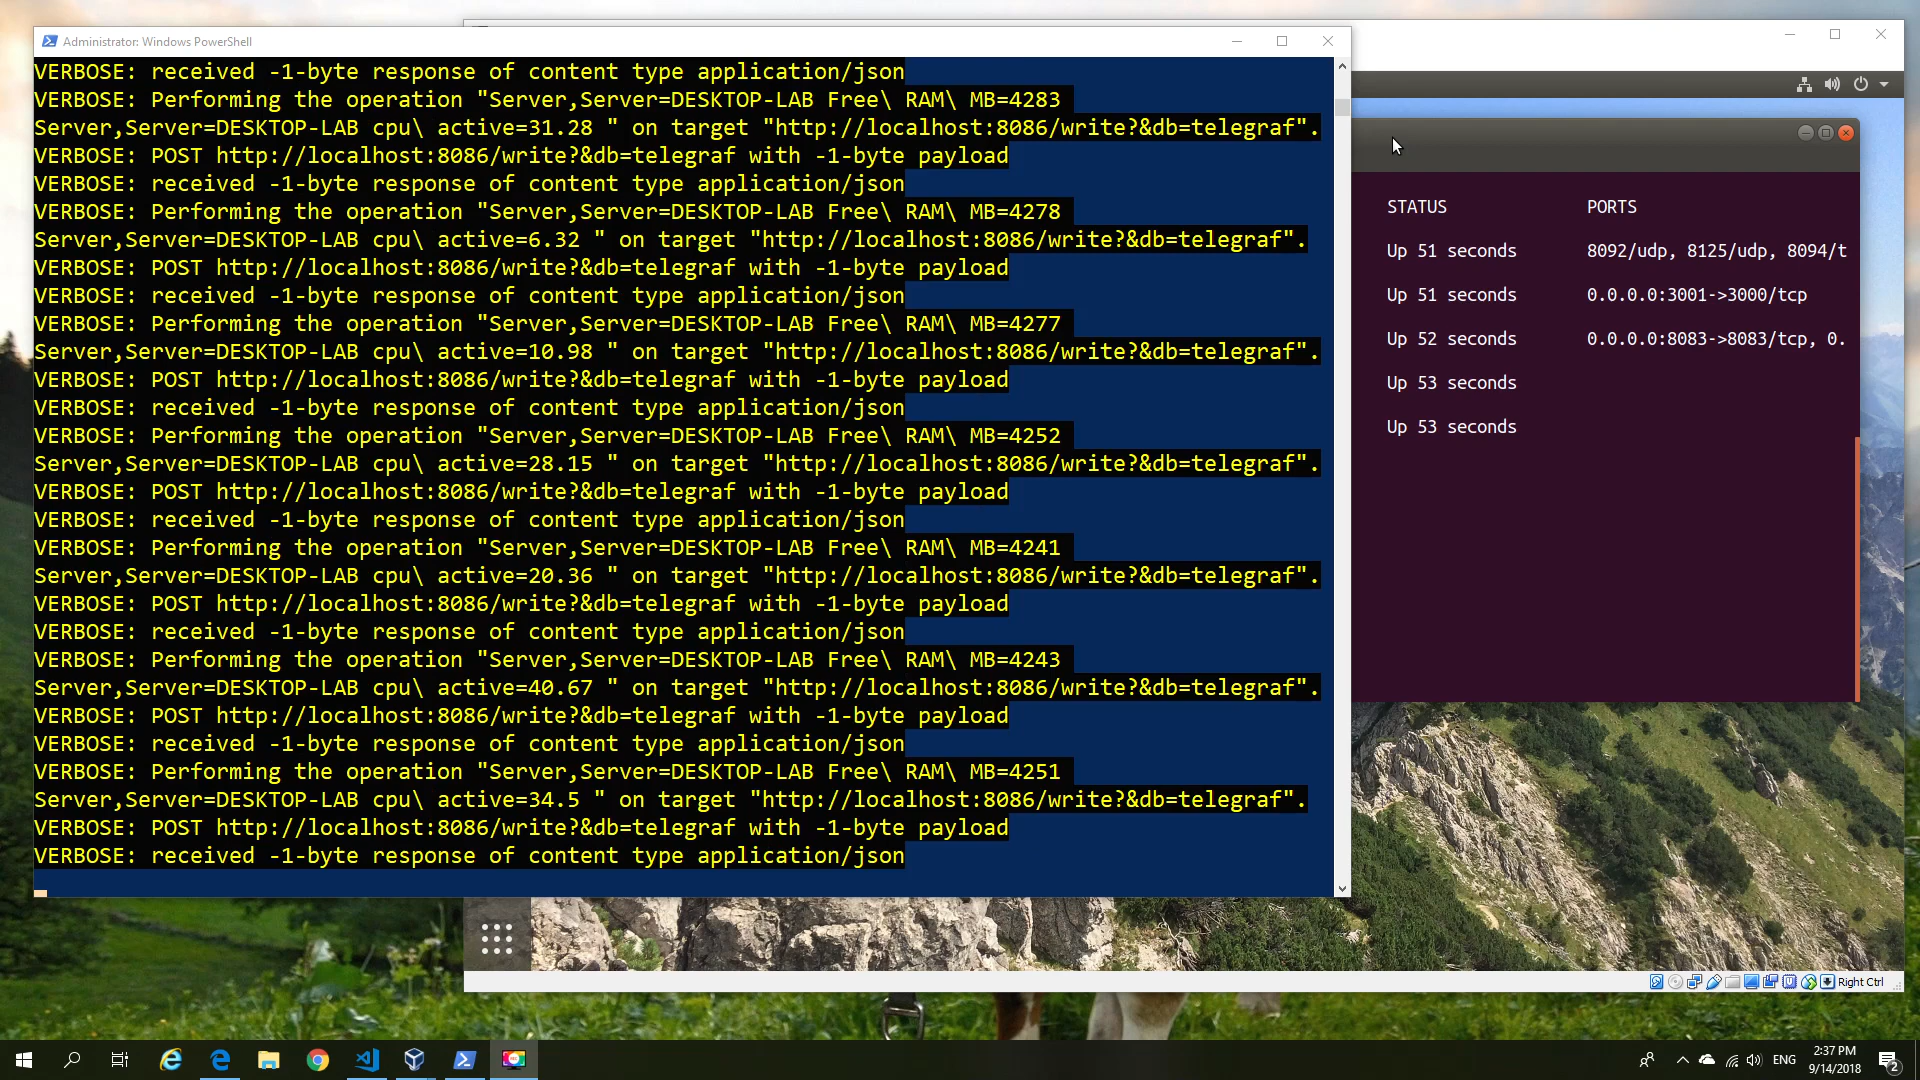 Administrator: Windows PowerShell
VERBOSE: received -1-byte response of content type application/json
VERBOSE: Performing the operation "Server,Server=DESKTOP-LAB Free\ RAM\ MB=4283
Server,Server=DESKTOP-LAB cpu\ active=31.28 " on target "http://localhost:8086/write?&db=telegraf".
VERBOSE: POST http://localhost:8086/write?&db=telegraf with -1-byte payload
VERBOSE: received -1-byte response of content type application/json
VERBOSE: Performing the operation "Server,Server=DESKTOP-LAB Free\ RAM\ MB=4278
Server,Server=DESKTOP-LAB cpu\ active=6.32 " on target "http://localhost:8086/write?&db=telegraf".
VERBOSE: POST http://localhost:8086/write?&db=telegraf with -1-byte payload
VERBOSE: received -1-byte response of content type application/json
VERBOSE: Performing the operation "Server,Server=DESKTOP-LAB Free\ RAM\ MB=4277
Server,Server=DESKTOP-LAB cpu\ active=10.98 " on target "http://localhost:8086/write?&db=telegraf".
VERBOSE: POST http://localhost:8086/write?&db=telegraf with -1-byte payload
VERBOSE: received -1-byte response of content type application/json
VERBOSE: Performing the operation "Server,Server=DESKTOP-LAB Free\ RAM\ MB=4252
Server,Server=DESKTOP-LAB cpu\ active=28.15 " on target "http://localhost:8086/write?&db=telegraf".
VERBOSE: POST http://localhost:8086/write?&db=telegraf with -1-byte payload
VERBOSE: received -1-byte response of content type application/json
VERBOSE: Performing the operation "Server,Server=DESKTOP-LAB Free\ RAM\ MB=4241
Server,Server=DESKTOP-LAB cpu\ active=20.36 " on target "http://localhost:8086/write?&db=telegraf".
VERBOSE: POST http://localhost:8086/write?&db=telegraf with -1-byte payload
VERBOSE: received -1-byte response of content type application/json
VERBOSE: Performing the operation "Server,Server=DESKTOP-LAB Free\ RAM\ MB=4243
Server,Server=DESKTOP-LAB cpu\ active=40.67 " on target "http://localhost:8086/write?&db=telegraf".
VERBOSE: POST http://localhost:8086/write?&db=telegraf with -1-byte payload
VERBOSE: received -1-byte response of content type application/json
VERBOSE: Performing the operation "Server,Server=DESKTOP-LAB Free\ RAM\ MB=4251
Server,Server=DESKTOP-LAB cpu\ active=34.5 " on target "http://localhost:8086/write?&db=telegraf".
VERBOSE: POST http://localhost:8086/write?&db=telegraf with -1-byte payload
VERBOSE: received -1-byte response of content type application/json
STATUS PORTS
Up 51 seconds 8092/udp, 8125/udp, 8094/t
Up 51 seconds 0.0.0.0:3001->3000/tcp
Up 52 seconds 0.0.0.0:8083->8083/tcp, 0.
Up 53 seconds
Up 53 seconds
Right Ctrl
ENG
2:37 PM
9/14/2018
2